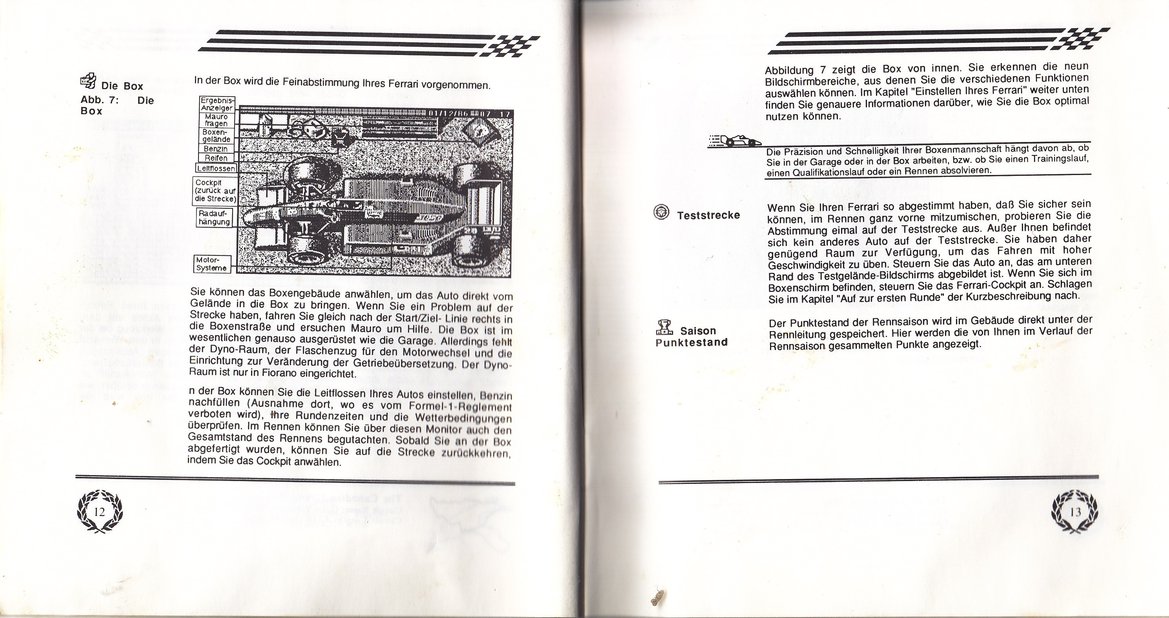 Die Box
Abb. 7: Die
Box
In der Box wird die Feinabstimmung Ihres Ferrari vorgenommen.
Ergebnis-
Anzeiger
Mauro
fragen
Boxen-
gelände
Benzin
Reifen
Leitflossen
Cockpit
(zurück auf
die Strecke)
Radauf-
hängung
Motor-
Systeme
01/12/86 07 17
Sie können das Boxengebäude anwählen, um das Auto direkt vom
Gelände in die Box zu bringen. Wenn Sie ein Problem auf der
Strecke haben, fahren Sie gleich nach der Start/Ziel- Linie rechts in
die Boxenstraße und ersuchen Mauro um Hilfe. Die Box ist im
wesentlichen genauso ausgerüstet wie die Garage. Allerdings fehlt
der Dyno-Raum, der Flaschenzug für den Motorwechsel und die
Einrichtung zur Veränderung der Getriebeübersetzung. Der Dyno-
Raum ist nur in Fiorano eingerichtet.
n der Box können Sie die Leitflossen Ihres Autos einstellen, Benzin
nachfüllen (Ausnahme dort, wo es vom Formel-1-Reglement
verboten wird), Ihre Rundenzeiten und die Wetterbedingungen
überprüfen. Im Rennen können Sie über diesen Monitor auch den
Gesamtstand des Rennens begutachten. Sobald Sie an der Box
abgefertigt wurden, können Sie auf die Strecke zurückkehren,
indem Sie das Cockpit anwählen.
12
Abbildung 7 zeigt die Box von innen. Sie erkennen die neun
Bildschirmbereiche, aus denen Sie die verschiedenen Funktionen
auswählen können. Im Kapitel "Einstellen Ihres Ferrari" weiter unten
finden Sie genauere Informationen darüber, wie Sie die Box optimal
nutzen können.
Die Präzision und Schnelligkeit Ihrer Boxenmannschaft hängt davon ab, ob
Sie in der Garage oder in der Box arbeiten, bzw. ob Sie einen Trainingslauf,
einen Qualifikationslauf oder ein Rennen absolvieren.
Teststrecke
Wenn Sie Ihren Ferrari so abgestimmt haben, daß Sie sicher sein
können, im Rennen ganz vorne mitzumischen, probieren Sie die
Abstimmung eimal auf der Teststrecke aus. Außer Ihnen befindet
sich kein anderes Auto auf der Teststrecke. Sie haben daher
genügend Raum zur Verfügung, um das Fahren mit hoher
Geschwindigkeit zu üben. Steuern Sie das Auto an, das am unteren
Rand des Testgelände-Bildschirms abgebildet ist. Wenn Sie sich im
Boxenschirm befinden, steuern Sie das Ferrari-Cockpit an. Schlagen
Sie im Kapitel "Auf zur ersten Runde" der Kurzbeschreibung nach.
Saison
Punktestand
Der Punktestand der Rennsaison wird im Gebäude direkt unter der
Rennleitung gespeichert. Hier werden die von Ihnen im Verlauf der
Rennsaison gesammelten Punkte angezeigt.
13